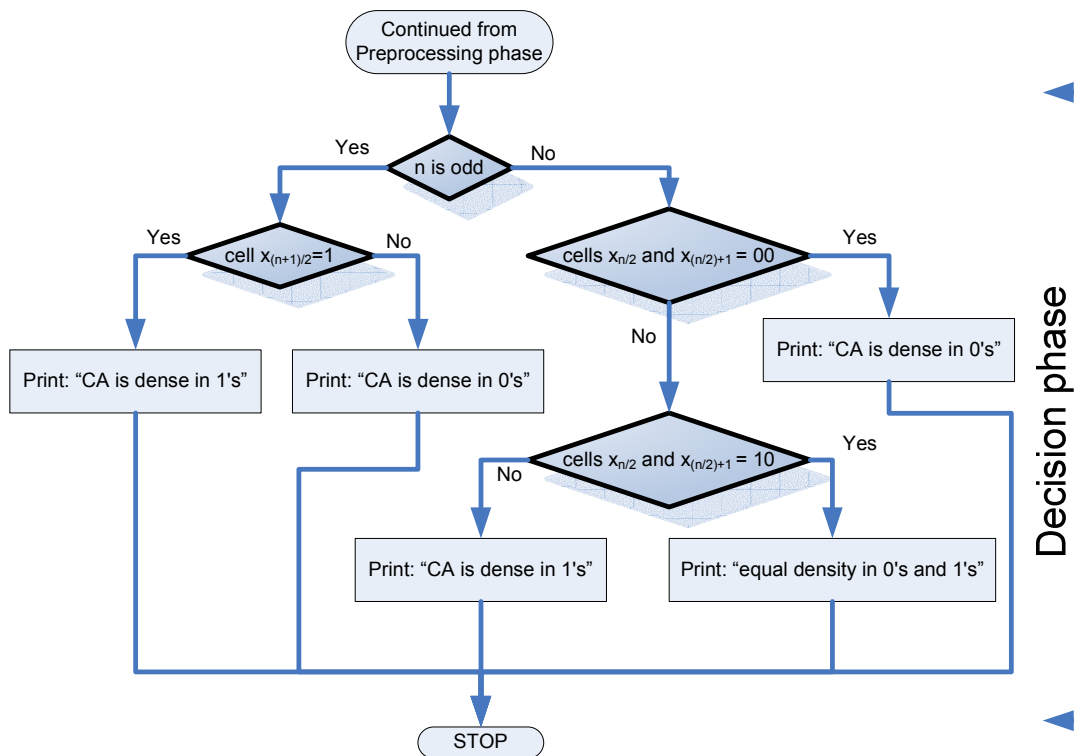 Continued from
Preprocessing phase
Yes
n is odd
No
Yes
cell x(n+1)/2=1
No
cells xn/2 and x(n/2)+1 = 00
Yes
No
Print: “CA is dense in 1's”
Print: “CA is dense in 0's”
Print: “CA is dense in 0's”
cells xn/2 and x(n/2)+1 = 10
No
Yes
Print: “CA is dense in 1's”
Print: “equal density in 0's and 1's”
STOP
Decision phase